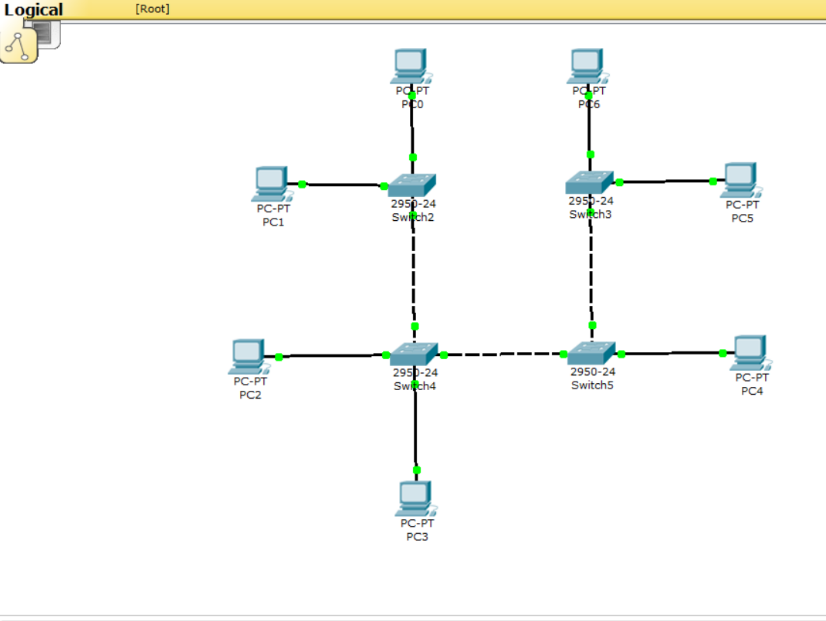 Logical [Root]
PC-PT
PC0
PC-PT
PC6
PC-PT
PC1
2950-24
Switch2
2950-24
Switch3
PC-PT
PC5
PC-PT
PC2
2950-24
Switch4
2950-24
Switch5
PC-PT
PC4
PC-PT
PC3